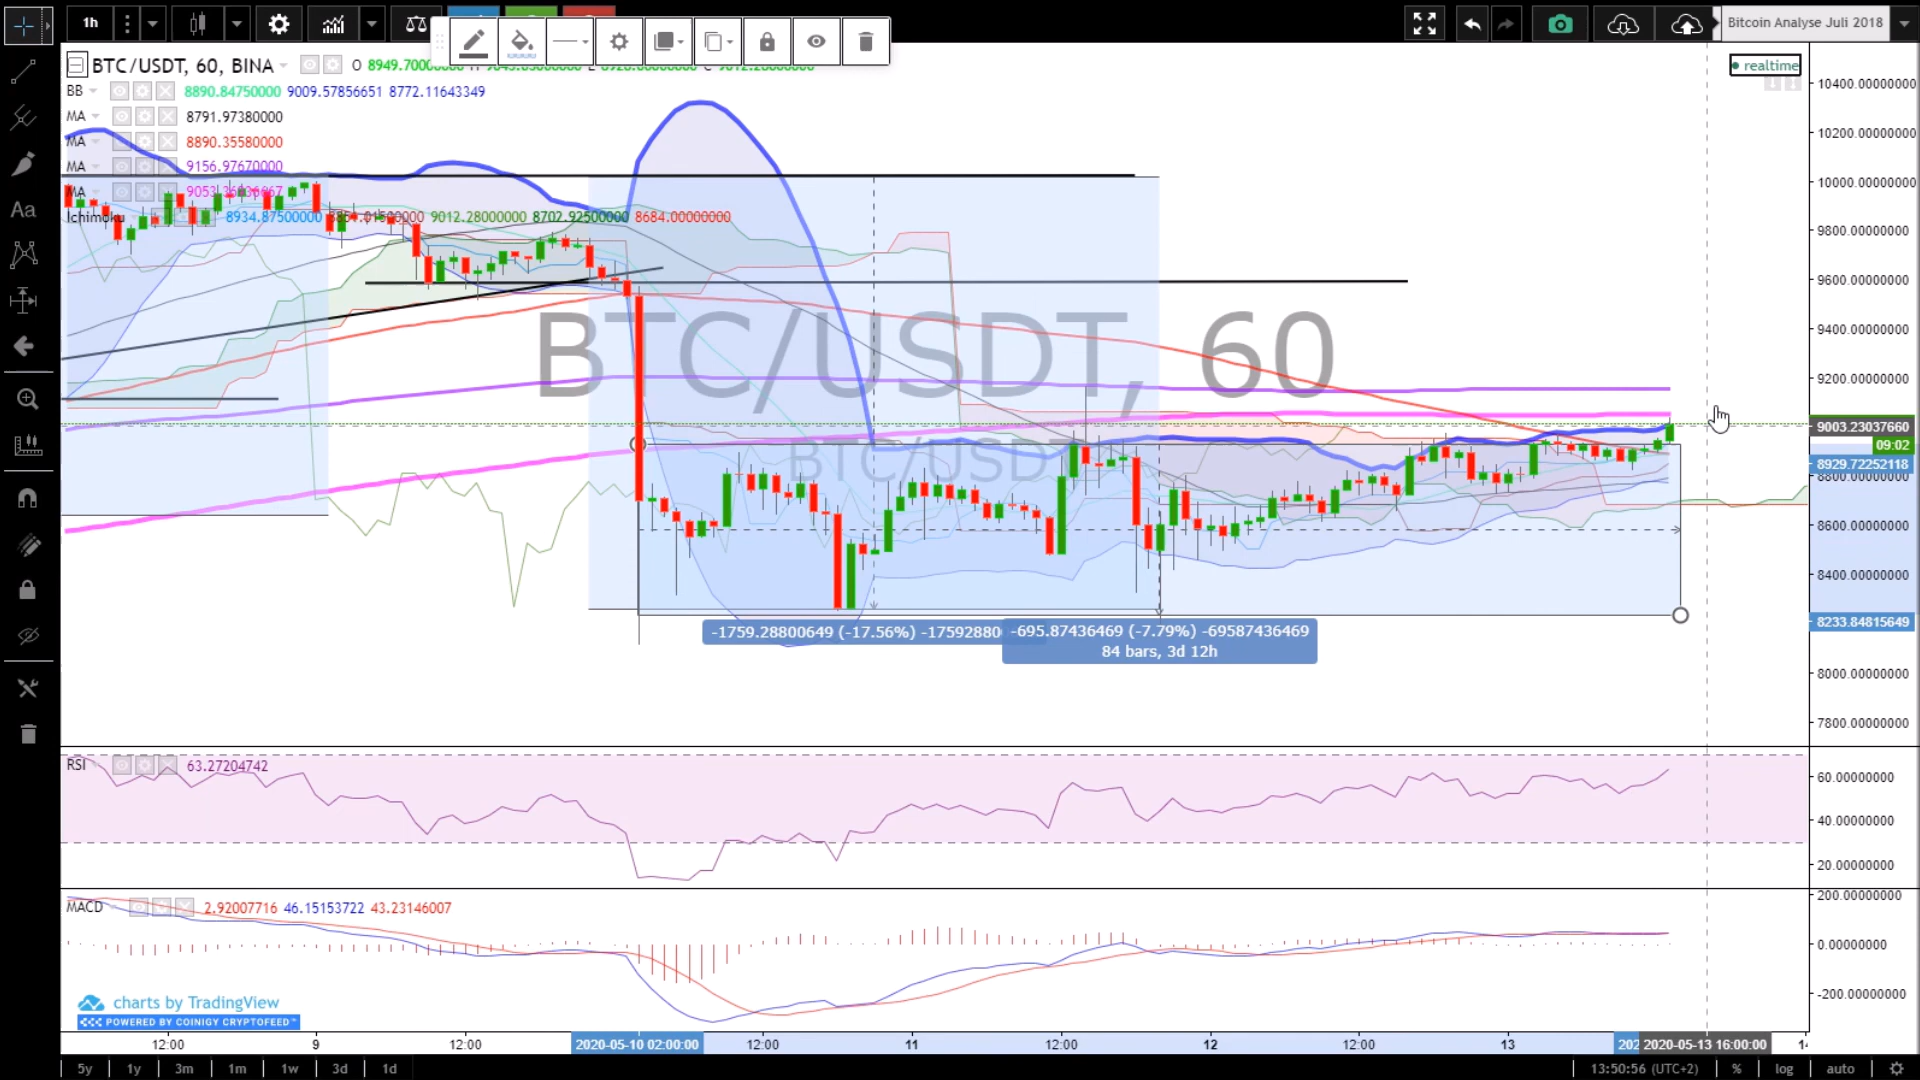 1h
Bitcoin Analyse Juli 2018
BTC/USDT, 60, BINA
O 8949.7000
realtime
BB 8890.84750000 9009.57856651 8772.11643349
MA 8791.97380000
MA 8890.35580000
MA 9156.97670000
MA
Ichimoku 8934.87500000 9012.28000000 8702.92500000 8684.00000000
BTC/USDT, 60
BTC/USDT
10400.00000000
10200.00000000
10000.00000000
9800.00000000
9600.00000000
9400.00000000
9200.00000000
9003.23037660
09:02
8929.72252118
8800.00000000
8600.00000000
8400.00000000
8233.84815649
8000.00000000
7800.00000000
-1759.28800649 (-17.56%) -17592880
-695.87436469 (-7.79%) -69587436469
84 bars, 3d 12h
RSI 63.27204742
60.00000000
40.00000000
20.00000000
MACD 2.92007716 46.15153722 43.23146007
200.00000000
0.00000000
-200.00000000
charts by TradingView
POWERED BY COINIGY CRYPTOFEED™
12:00 9 12:00 2020-05-10 02:00:00 12:00 11 12:00 12 12:00 13 202 2020-05-13 16:00:00
5y 1y 3m 1m 1w 3d 1d 13:50:56 (UTC+2) % log auto